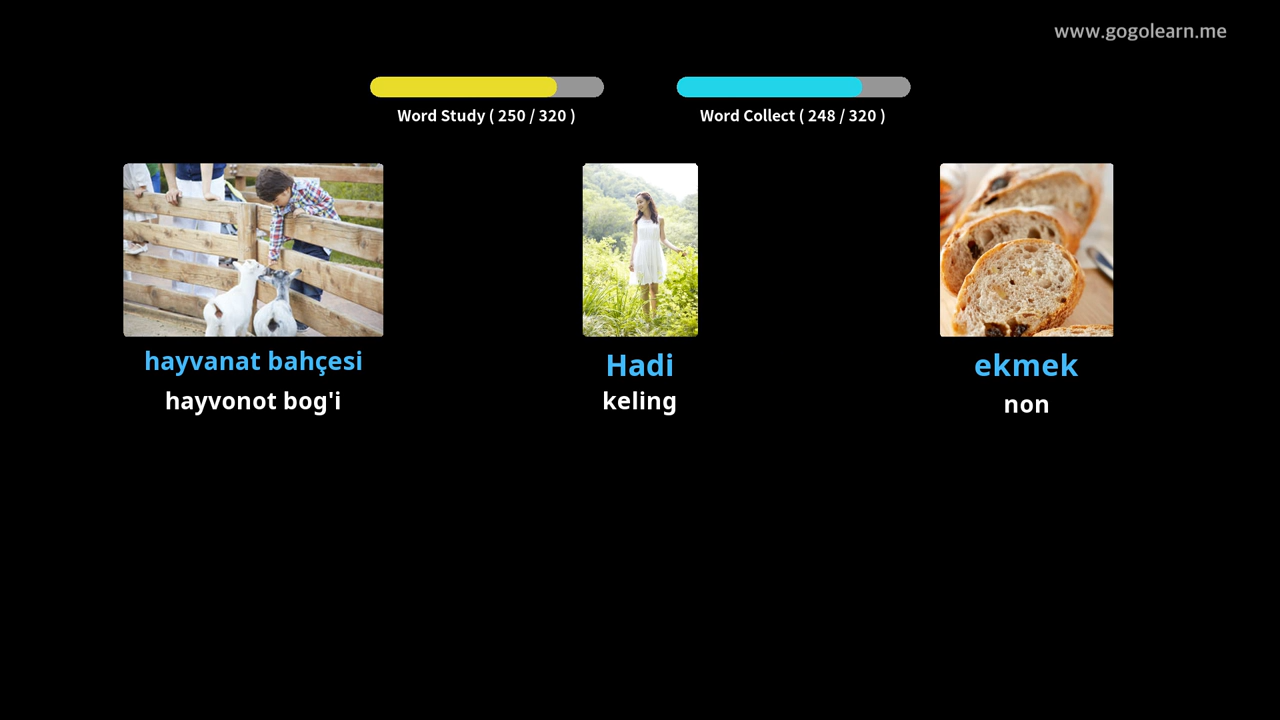 www.gogolearn.me
Word Study ( 250 / 320 )
Word Collect ( 248 / 320 )
hayvanat bahçesi
hayvonot bog'i
Hadi
keling
ekmek
non